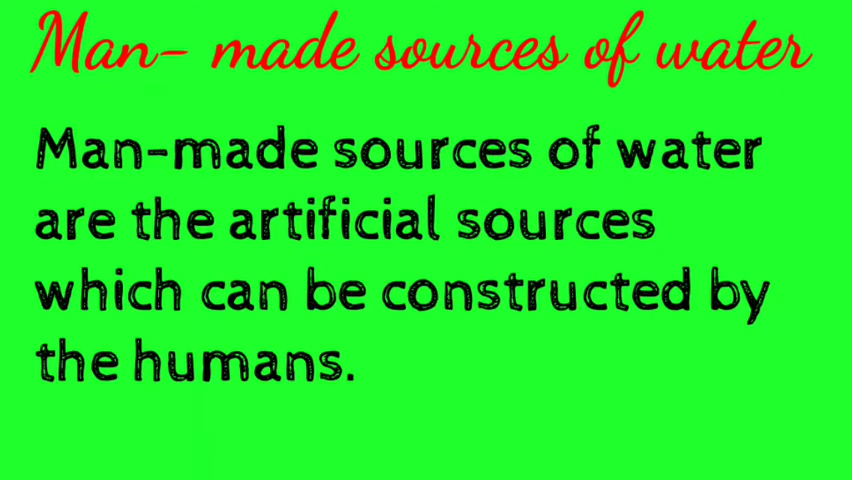 Man- made sources of water
Man-made sources of water
are the artificial sources
which can be constructed by
the humans.